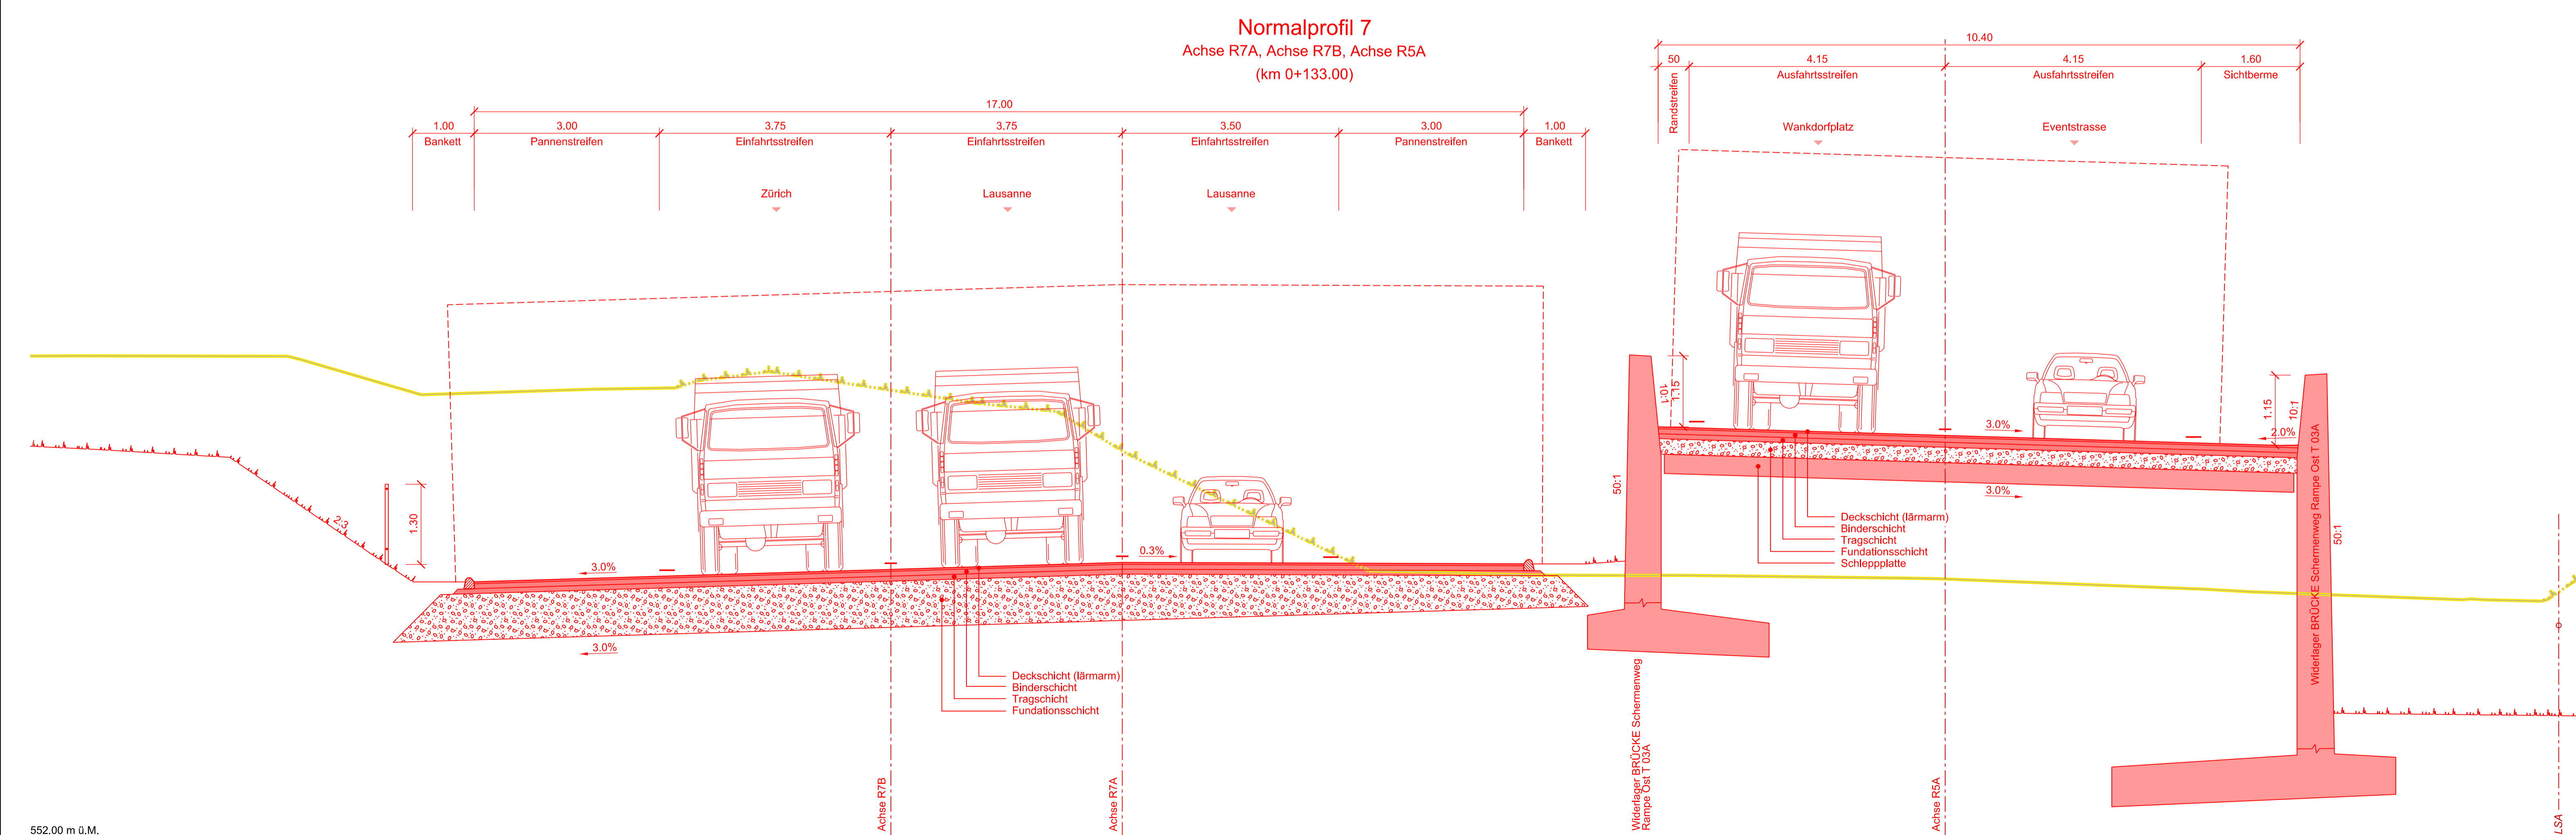 Normalprofil 7
Achse R7A, Achse R7B, Achse R5A
(km 0+133.00)
17.00
1.00
3.00
3.75
3.75
3.50
3.00
1.00
Bankett
Pannenstreifen
Einfahrtsstreifen
Einfahrtsstreifen
Einfahrtsstreifen
Pannenstreifen
Bankett
Zürich
Lausanne
Lausanne
10.40
50
4.15
4.15
1.60
Randstreifen
Ausfahrtsstreifen
Ausfahrtsstreifen
Sichtberme
Wankdorfplatz
Eventstrasse
2:3
1.30
3.0%
0.3%
3.0%
Deckschicht (lärmarm)
Binderschicht
Tragschicht
Fundationsschicht
10:1
1.15
50:1
3.0%
3.0%
2.0%
1.15
10:1
50:1
Deckschicht (lärmarm)
Binderschicht
Tragschicht
Fundationsschicht
Schleppplatte
Achse R7B
Achse R7A
Widerlager BRÜCKE Schermenweg
Rampe Ost T 03A
Achse R5A
Widerlager BRÜCKE Schermenweg Rampe Ost T 03A
LSA
552.00 m ü.M.